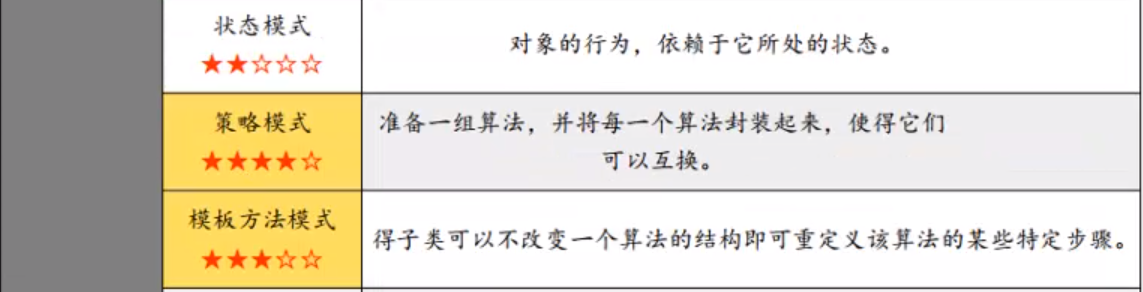 状态模式
★★☆☆☆
对象的行为，依赖于它所处的状态。
策略模式
★★★★☆
准备一组算法，并将每一个算法封装起来，使得它们
可以互换。
模板方法模式
★★★☆☆
得子类可以不改变一个算法的结构即可重定义该算法的某些特定步骤。